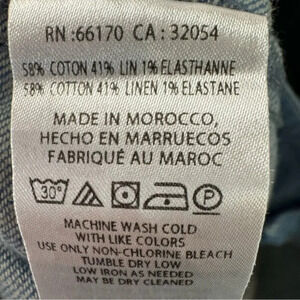 RN :66170 CA : 32054
58% COTON 41% LIN 1% ELASTHANNE
58% COTTON 41% LINEN 1% ELASTANE
MADE IN MOROCCO,
HECHO EN MARRUECOS
FABRIQUÉ AU MAROC
30° P
MACHINE WASH COLD
WITH LIKE COLORS
USE ONLY NON-CHLORINE BLEACH
TUMBLE DRY LOW
LOW IRON AS NEEDED
MAY BE DRY CLEANED